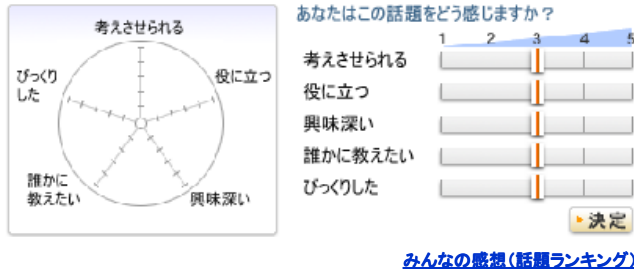 考えさせられる
びっくり
した
役に立つ
誰かに
教えたい
興味深い
あなたはこの話題をどう感じますか？
1 2 3 4 5
考えさせられる
役に立つ
興味深い
誰かに教えたい
びっくりした
決定
みんなの感想(話題ランキング)